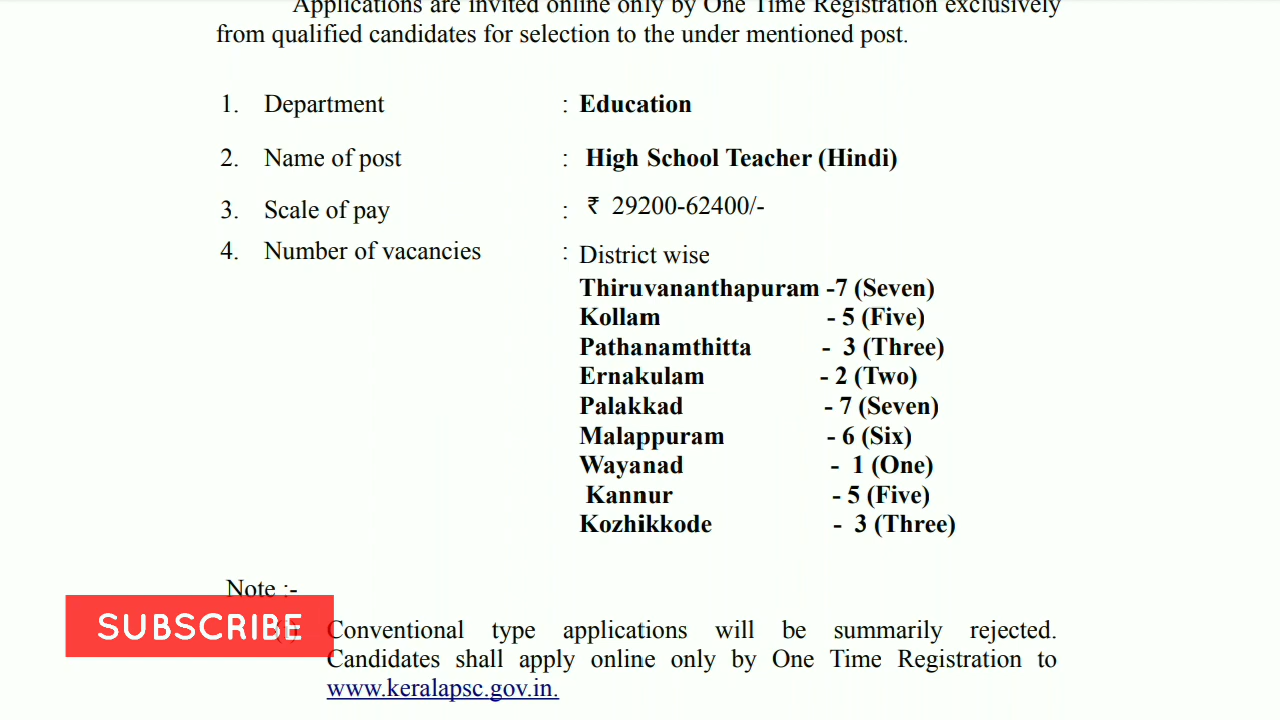 Applications are invited online only by One Time Registration exclusively
from qualified candidates for selection to the under mentioned post.
1. Department : Education
2. Name of post : High School Teacher (Hindi)
3. Scale of pay : ₹ 29200-62400/-
4. Number of vacancies : District wise
Thiruvananthapuram -7 (Seven)
Kollam - 5 (Five)
Pathanamthitta - 3 (Three)
Ernakulam - 2 (Two)
Palakkad - 7 (Seven)
Malappuram - 6 (Six)
Wayanad - 1 (One)
Kannur - 5 (Five)
Kozhikkode - 3 (Three)
Note :-
SUBSCRIBE
Conventional type applications will be summarily rejected.
Candidates shall apply online only by One Time Registration to
www.keralapsc.gov.in.